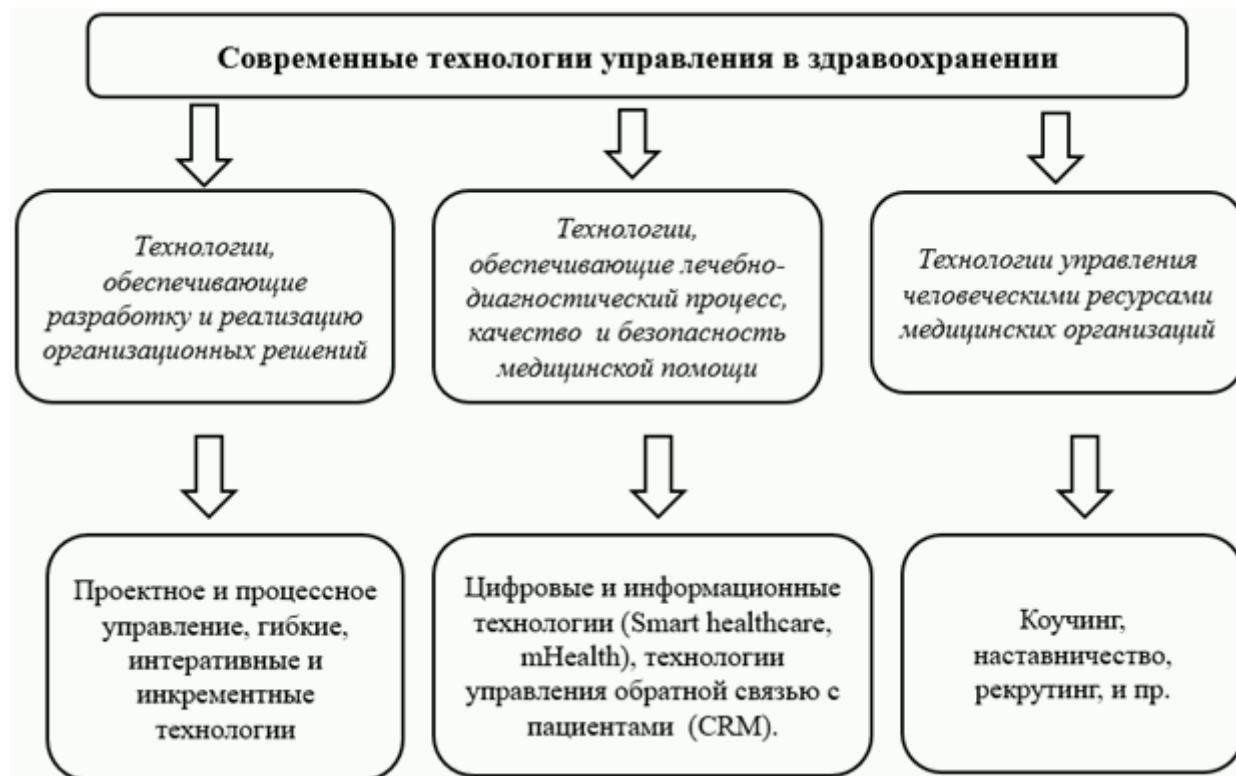 Современные технологии управления в здравоохранении
Технологии,
обеспечивающие
разработку и реализацию
организационных решений
Технологии,
обеспечивающие лечебно-
диагностический процесс,
качество и безопасность
медицинской помощи
Технологии управления
человеческими ресурсами
медицинских организаций
Проектное и процессное
управление, гибкие,
интеративные и
инкрементные
технологии
Цифровые и информационные
технологии (Smart healthcare,
mHealth), технологии
управления обратной связью с
пациентами (CRM).
Коучинг,
наставничество,
рекрутинг, и пр.